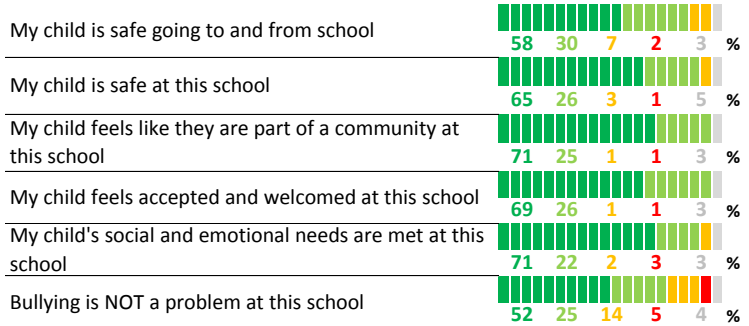 My child is safe going to and from school
58 30 7 2 3 %
My child is safe at this school
65 26 3 1 5 %
My child feels like they are part of a community at
this school
71 25 1 1 3 %
My child feels accepted and welcomed at this school
69 26 1 1 3 %
My child's social and emotional needs are met at this
school
71 22 2 3 3 %
Bullying is NOT a problem at this school
52 25 14 5 4 %